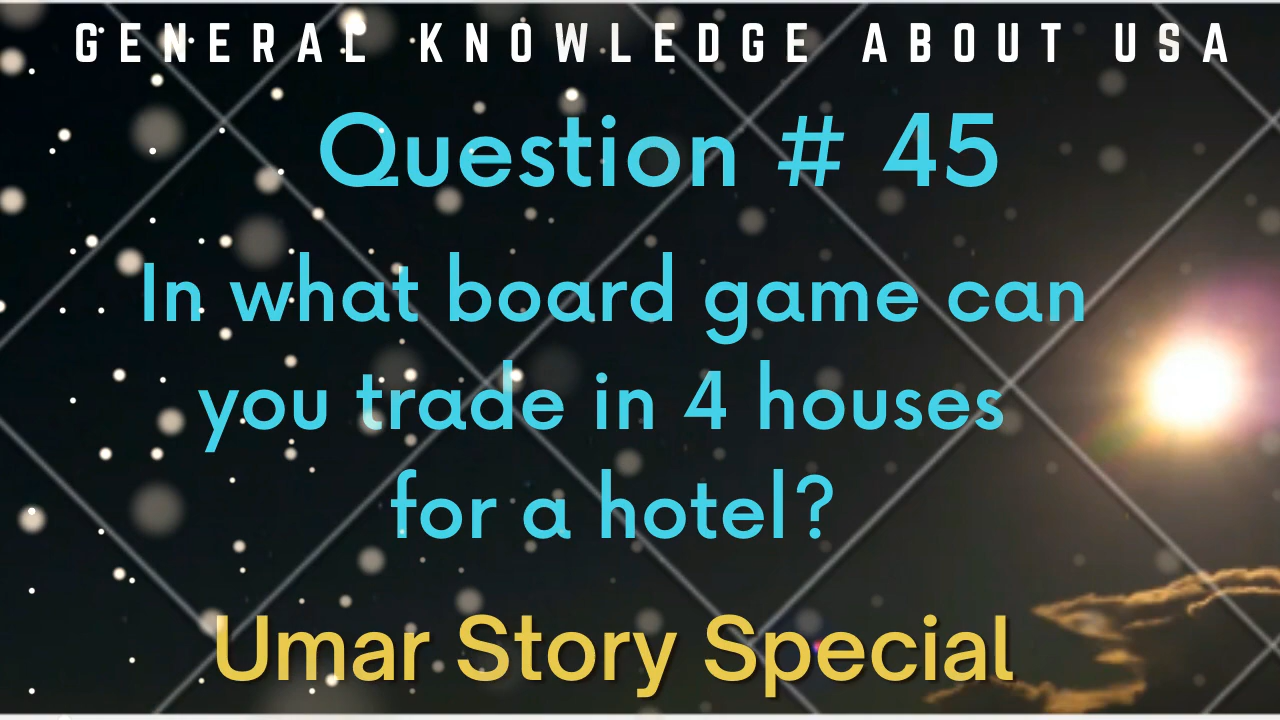 GENERAL KNOWLEDGE ABOUT USA
Question # 45
In what board game can
you trade in 4 houses
for a hotel?
Umar Story Special